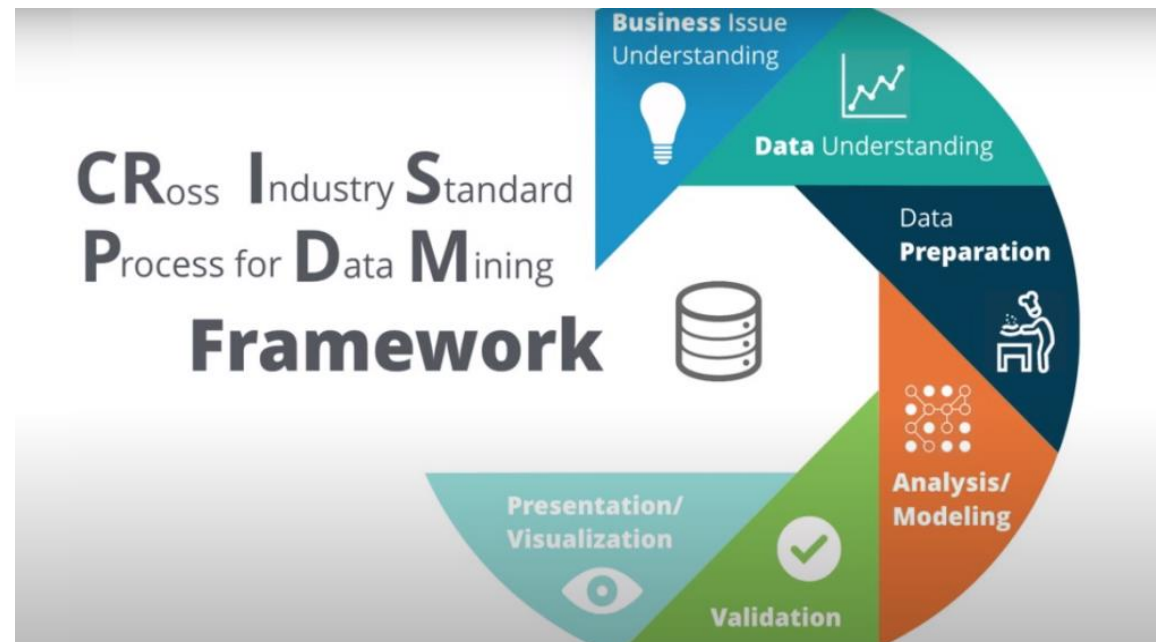 CRoss Industry Standard
Process for Data Mining
Framework
Business Issue
Understanding
Data Understanding
Data
Preparation
Analysis/
Modeling
Validation
Presentation/
Visualization